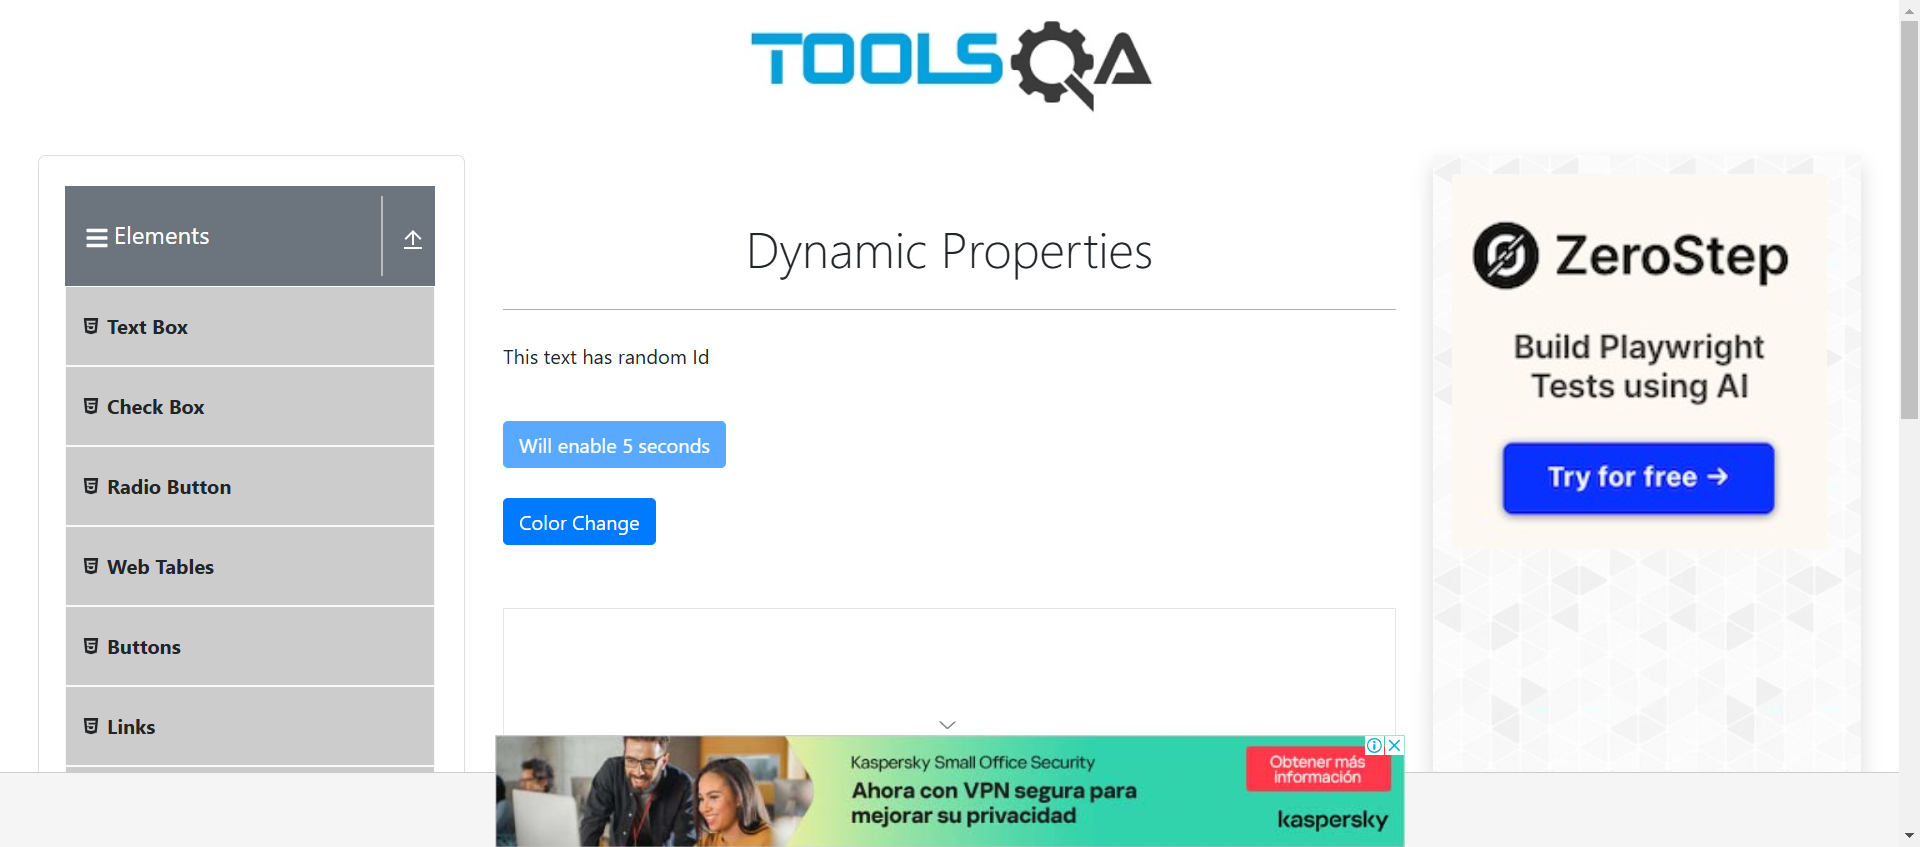 TOOLSQA
Elements
Text Box
Check Box
Radio Button
Web Tables
Buttons
Links
Dynamic Properties
This text has random Id
Will enable 5 seconds
Color Change
ZeroStep
Build Playwright
Tests using AI
Try for free →
Kaspersky Small Office Security
Ahora con VPN segura para
mejorar su privacidad
Obtener más
información
kaspersky